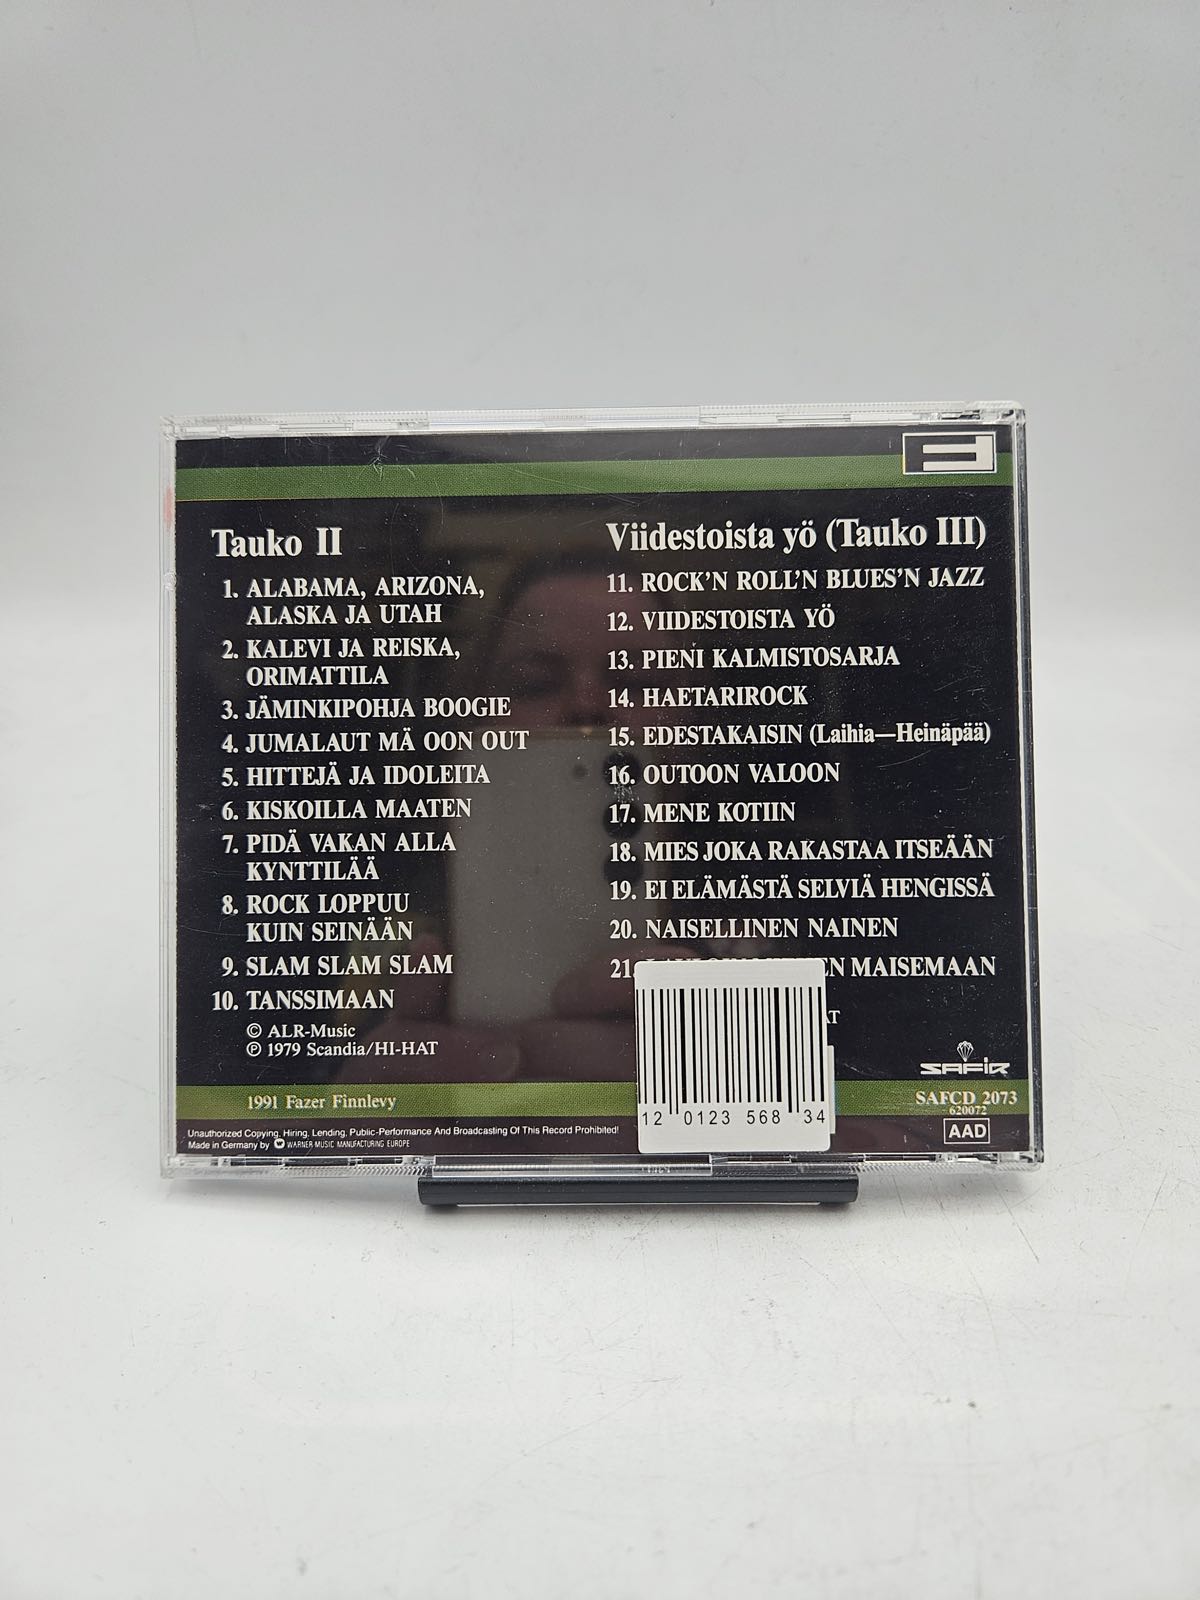 Tauko II
1. ALABAMA, ARIZONA,
ALASKA JA UTAH
2. KALEVI JA REISKA,
ORIMATTILA
3. JÄMINKIPOHJA BOOGIE
4. JUMALAUT MÄ OON OUT
5. HITTEJÄ JA IDOLEITA
6. KISKOILLA MAATEN
7. PIDÄ VAKAN ALLA
KYNTTILÄÄ
8. ROCK LOPPUU
KUIN SEINÄÄN
9. SLAM SLAM SLAM
10. TANSSIMAAN
© ALR-Music
℗ 1979 Scandia/HI-HAT
1991 Fazer Finnlevy
Viidestoista yö (Tauko III)
11. ROCK'N ROLL'N BLUES'N JAZZ
12. VIIDESTOISTA YÖ
13. PIENI KALMISTOSARJA
14. HAETARIROCK
15. EDESTAKAISIN (Laihia—Heinäpää)
16. OUTOON VALOON
17. MENE KOTIIN
18. MIES JOKA RAKASTAA ITSEÄÄN
19. EI ELÄMÄSTÄ SELVIÄ HENGISSÄ
20. NAISELLINEN NAINEN
21. MAISEMAAN
12 0123 568 34
SAFIR
SAFCD 2073
620072
AAD
Unauthorized Copying, Hiring, Lending, Public-Performance And Broadcasting Of This Record Prohibited!
Made in Germany by WARNER MUSIC MANUFACTURING EUROPE